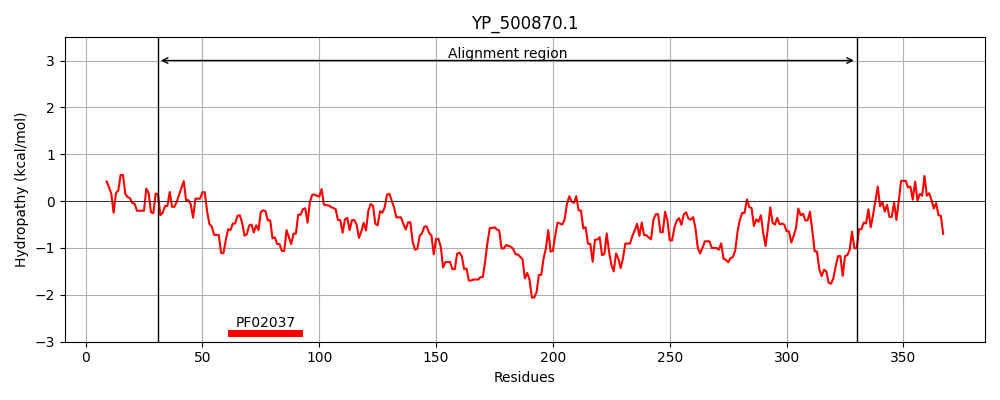 YP_500870.1
Alignment region
Hydropathy (kcal/mol)
3
2
1
0
−1
−2
−3
PF02037
0 50 100 150 200 250 300 350
Residues